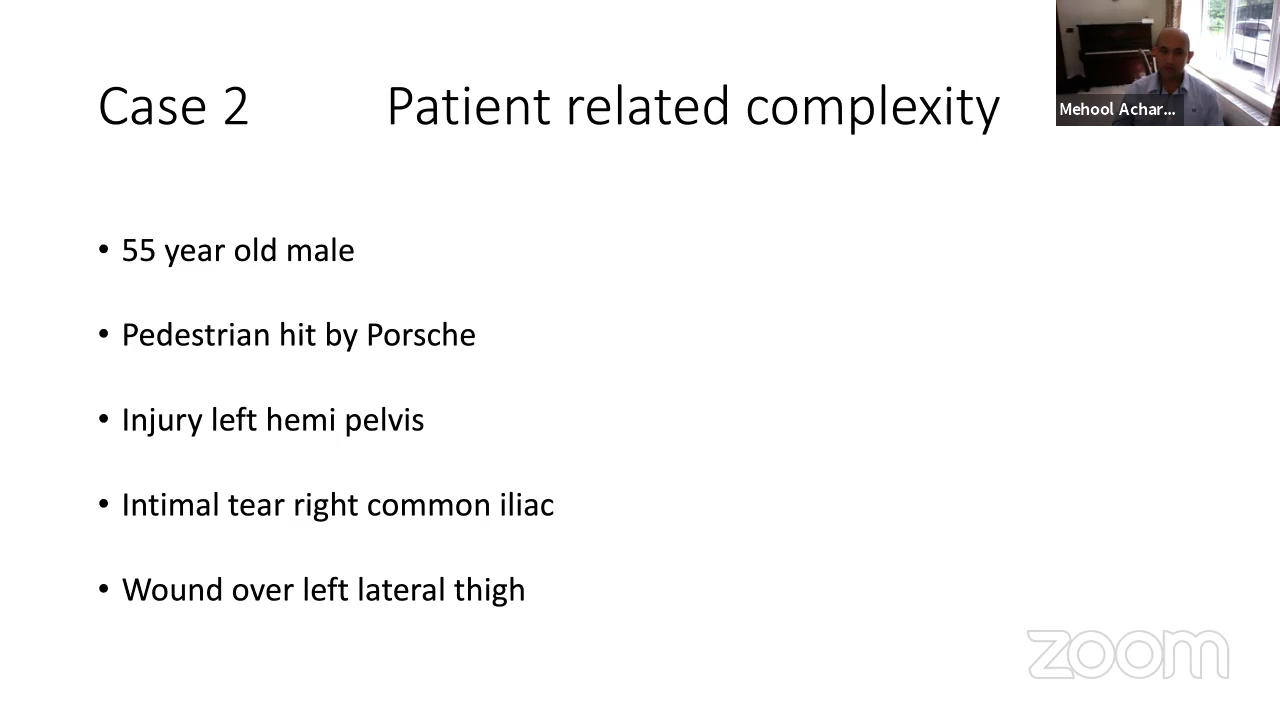 Case 2 Patient related complexity
Mehool Achar...
• 55 year old male
• Pedestrian hit by Porsche
• Injury left hemi pelvis
• Intimal tear right common iliac
• Wound over left lateral thigh
zoom